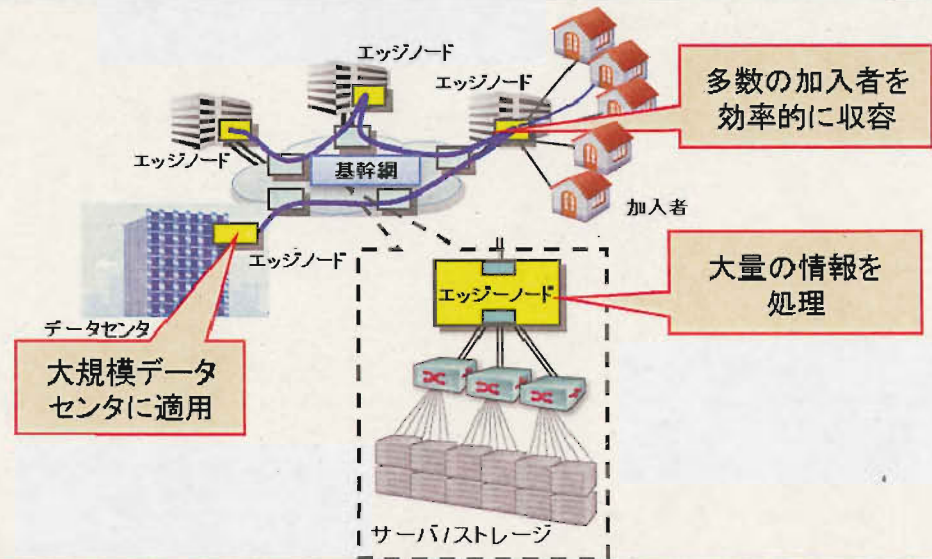 エッジノード
エッジノード
エッジノード
多数の加入者を
効率的に収容
基幹網
加入者
エッジノード
大量の情報を
処理
エッジーノード
データセンタ
大規模データ
センタに適用
サーバ/ストレージ